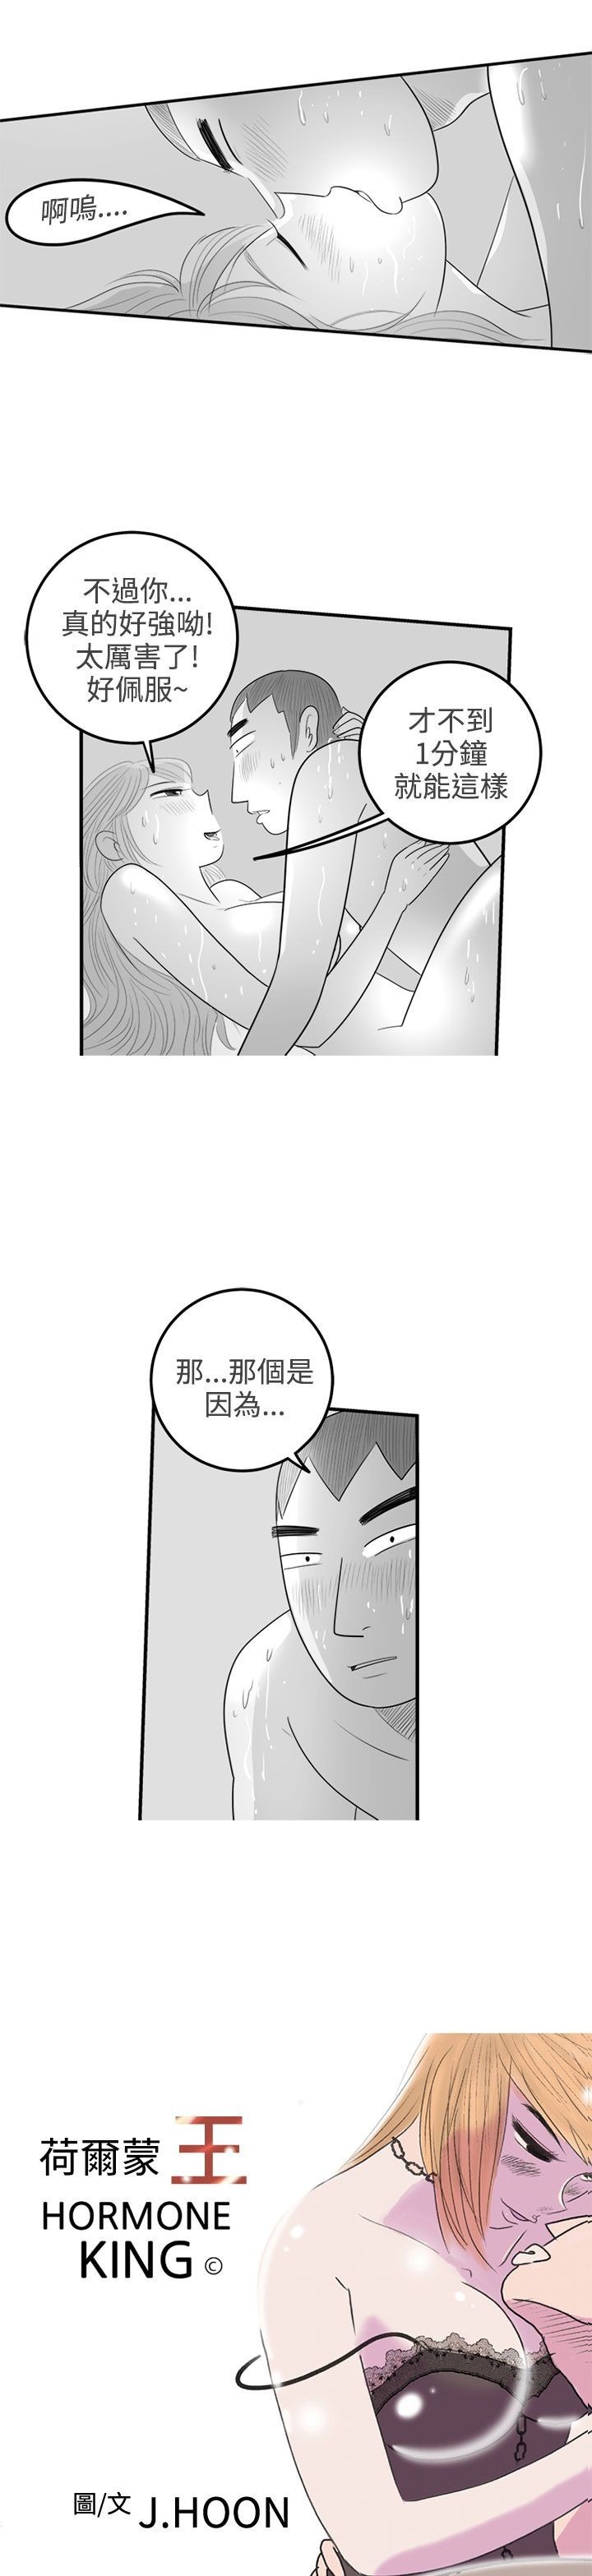 啊嗚....
不過你...
真的好強呦!
太厲害了!
好佩服~
才不到
1分鐘
就能這樣
那...那個是
因為...
荷爾蒙 王
HORMONE
KING ©
圖/文 J.HOON